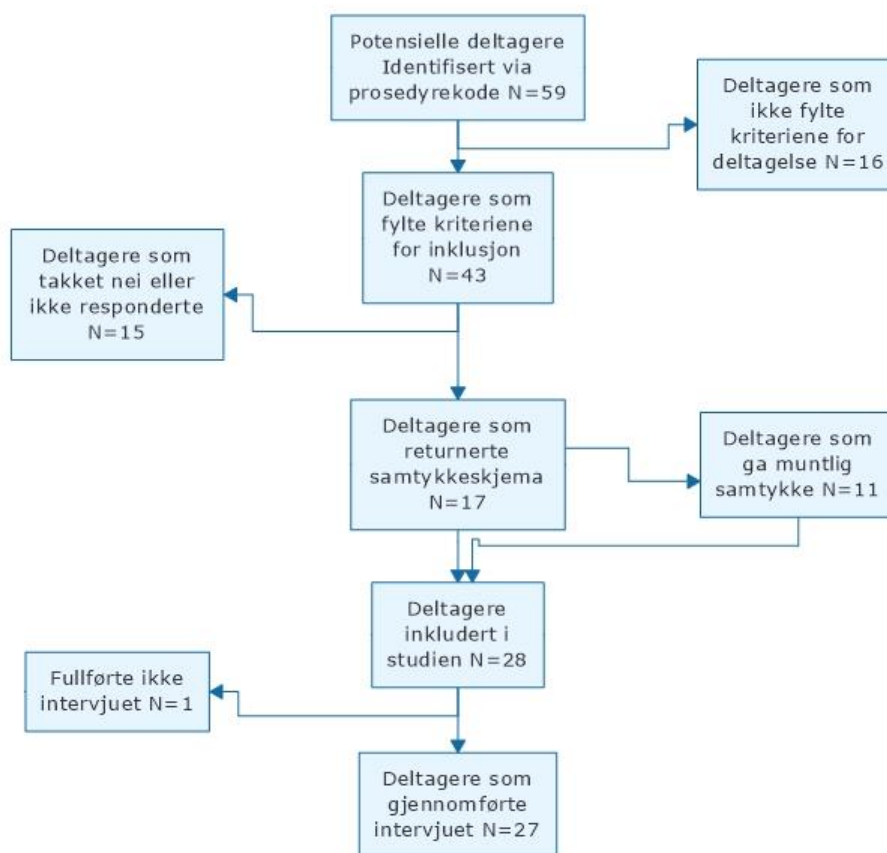 Potensielle deltagere
Identifisert via
prosedyrekode N=59
Deltagere som
ikke fylte
kriteriene for
deltagelse N=16
Deltagere som
fylte kriteriene
for inklusjon
N=43
Deltagere som
takket nei eller
ikke responderte
N=15
Deltagere som
returnerte
samtykkeskjema
N=17
Deltagere som
ga muntlig
samtykke N=11
Deltagere
inkludert i
studien N=28
Fullførte ikke
intervjuet N=1
Deltagere som
gjennomførte
intervjuet N=27